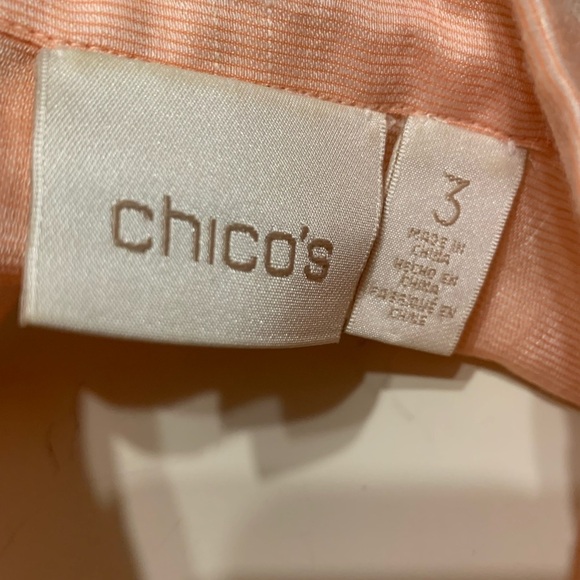 chico's
3
MADE IN
CHINA
HECHO EN
CHINA
FABRIQUE EN
CHINE